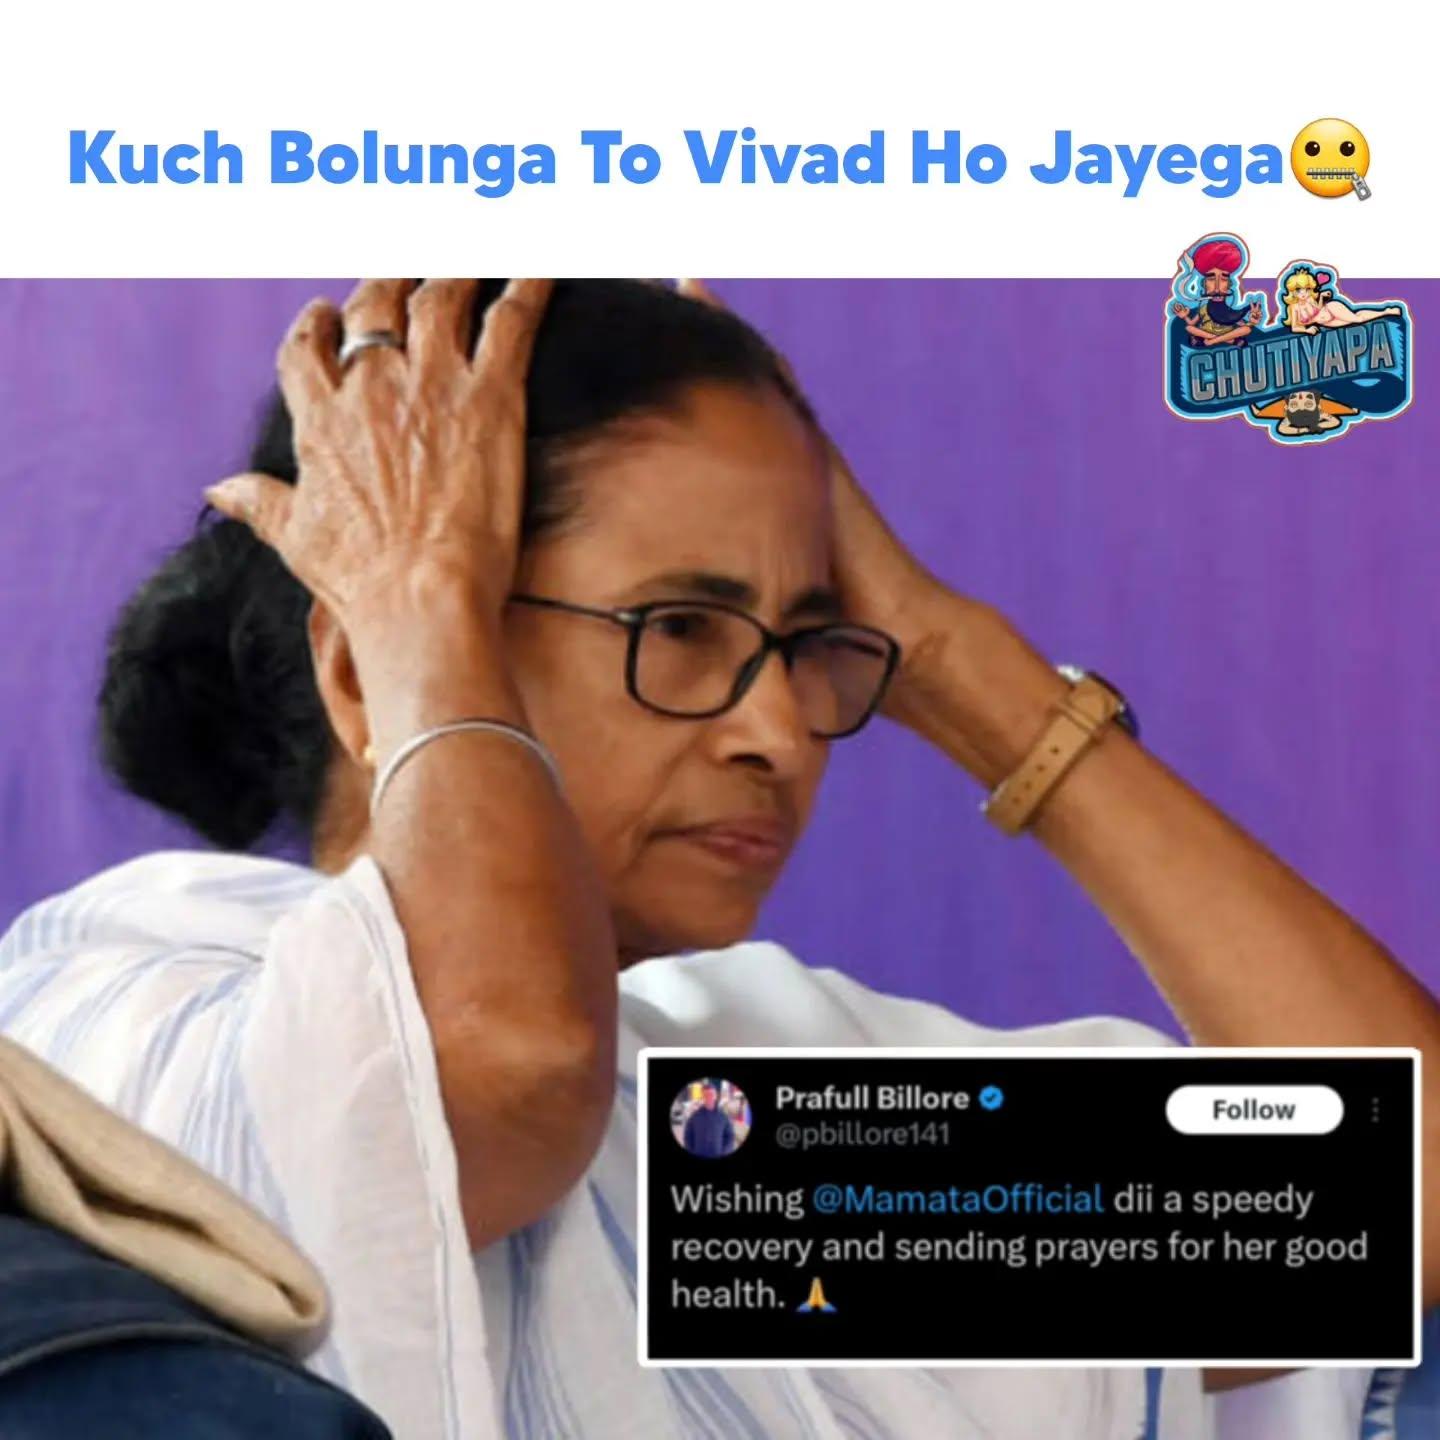 Kuch Bolunga To Vivad Ho Jayega🤐
CHUTIYAPA
Prafull Billore
@pbillore141
Follow
Wishing @MamataOfficial dii a speedy
recovery and sending prayers for her good
health. 🙏